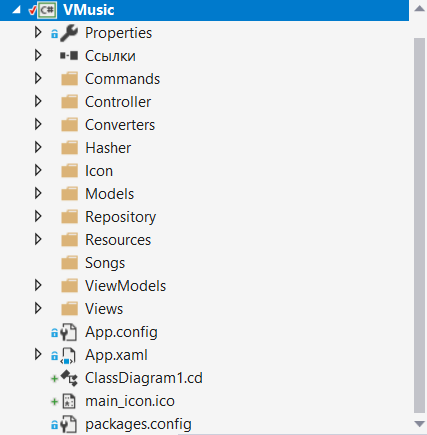 VMusic
Properties
Ссылки
Commands
Controller
Converters
Hasher
Icon
Models
Repository
Resources
Songs
ViewModels
Views
App.config
App.xaml
ClassDiagram1.cd
main_icon.ico
packages.config